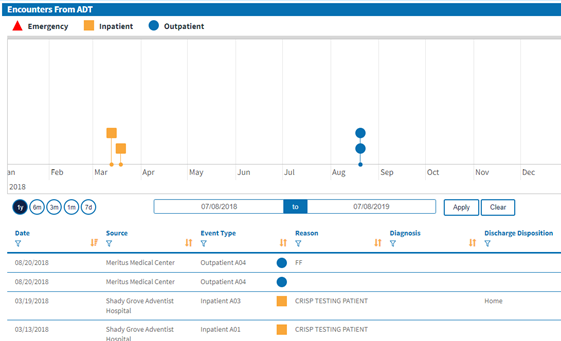 Encounters From ADT
Emergency Inpatient Outpatient
an Feb Mar Apr May Jun Jul Aug Sep Oct Nov Dec
2018
1y 6m 3m 1m 7d 07/08/2018 to 07/08/2019 Apply Clear
Date Source Event Type Reason Diagnosis Discharge Disposition
08/20/2018 Meritus Medical Center Outpatient A04 FF
08/20/2018 Meritus Medical Center Outpatient A04
03/19/2018 Shady Grove Adventist Inpatient A03 CRISP TESTING PATIENT Home
Hospital
03/13/2018 Shady Grove Adventist Inpatient A01 CRISP TESTING PATIENT
Hospital